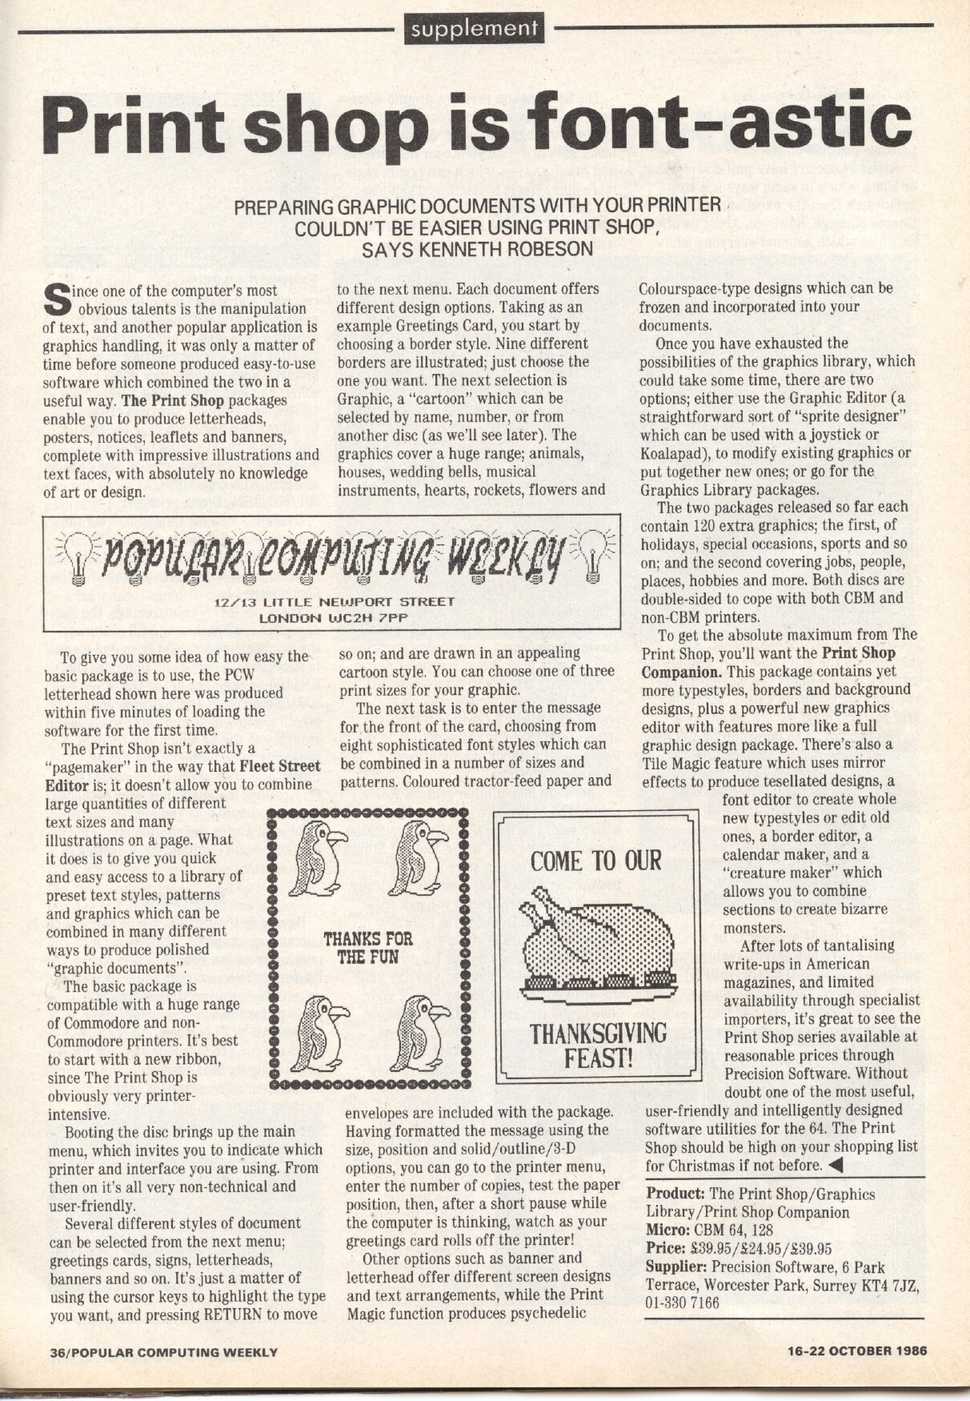 supplement
Print shop is font-astic
PREPARING GRAPHIC DOCUMENTS WITH YOUR PRINTER
COULDN'T BE EASIER USING PRINT SHOP,
SAYS KENNETH ROBESON
Since one of the computer's most
obvious talents is the manipulation
of text, and another popular application is
graphics handling, it was only a matter of
time before someone produced easy-to-use
software which combined the two in a
useful way. The Print Shop packages
enable you to produce letterheads,
posters, notices, leaflets and banners,
complete with impressive illustrations and
text faces, with absolutely no knowledge
of art or design.
POPULAR COMPUTING WEEKLY
12/13 LITTLE NEWPORT STREET
LONDON WC2H 7PP
To give you some idea of how easy the
basic package is to use, the PCW
letterhead shown here was produced
within five minutes of loading the
software for the first time.
The Print Shop isn't exactly a
“pagemaker” in the way that Fleet Street
Editor is; it doesn't allow you to combine
large quantities of different
text sizes and many
illustrations on a page. What
it does is to give you quick
and easy access to a library of
preset text styles, patterns
and graphics which can be
combined in many different
ways to produce polished
“graphic documents”.
The basic package is
compatible with a huge range
of Commodore and non-
Commodore printers. It's best
to start with a new ribbon,
since The Print Shop is
obviously very printer-
intensive.
Booting the disc brings up the main
menu, which invites you to indicate which
printer and interface you are using. From
then on it's all very non-technical and
user-friendly.
Several different styles of document
can be selected from the next menu;
greetings cards, signs, letterheads,
banners and so on. It's just a matter of
using the cursor keys to highlight the type
you want, and pressing RETURN to move
to the next menu. Each document offers
different design options. Taking as an
example Greetings Card, you start by
choosing a border style. Nine different
borders are illustrated; just choose the
one you want. The next selection is
Graphic, a “cartoon” which can be
selected by name, number, or from
another disc (as we'll see later). The
graphics cover a huge range; animals,
houses, wedding bells, musical
instruments, hearts, rockets, flowers and
so on; and are drawn in an appealing
cartoon style. You can choose one of three
print sizes for your graphic.
The next task is to enter the message
for the front of the card, choosing from
eight sophisticated font styles which can
be combined in a number of sizes and
patterns. Coloured tractor-feed paper and
THANKS FOR
THE FUN
COME TO OUR
THANKSGIVING
FEAST!
envelopes are included with the package.
Having formatted the message using the
size, position and solid/outline/3-D
options, you can go to the printer menu,
enter the number of copies, test the paper
position, then, after a short pause while
the computer is thinking, watch as your
greetings card rolls off the printer!
Other options such as banner and
letterhead offer different screen designs
and text arrangements, while the Print
Magic function produces psychedelic
Colourspace-type designs which can be
frozen and incorporated into your
documents.
Once you have exhausted the
possibilities of the graphics library, which
could take some time, there are two
options; either use the Graphic Editor (a
straightforward sort of “sprite designer”
which can be used with a joystick or
Koalapad), to modify existing graphics or
put together new ones; or go for the
Graphics Library packages.
The two packages released so far each
contain 120 extra graphics; the first, of
holidays, special occasions, sports and so
on; and the second covering jobs, people,
places, hobbies and more. Both discs are
double-sided to cope with both CBM and
non-CBM printers.
To get the absolute maximum from The
Print Shop, you'll want the Print Shop
Companion. This package contains yet
more typestyles, borders and background
designs, plus a powerful new graphics
editor with features more like a full
graphic design package. There's also a
Tile Magic feature which uses mirror
effects to produce tesellated designs, a
font editor to create whole
new typestyles or edit old
ones, a border editor, a
calendar maker, and a
“creature maker” which
allows you to combine
sections to create bizarre
monsters.
After lots of tantalising
write-ups in American
magazines, and limited
availability through specialist
importers, it's great to see the
Print Shop series available at
reasonable prices through
Precision Software. Without
doubt one of the most useful,
user-friendly and intelligently designed
software utilities for the 64. The Print
Shop should be high on your shopping list
for Christmas if not before.
Product: The Print Shop/Graphics
Library/Print Shop Companion
Micro: CBM 64, 128
Price: £39.95/£24.95/£39.95
Supplier: Precision Software, 6 Park
Terrace, Worcester Park, Surrey KT4 7JZ,
01-330 7166
36/POPULAR COMPUTING WEEKLY
16-22 OCTOBER 1986